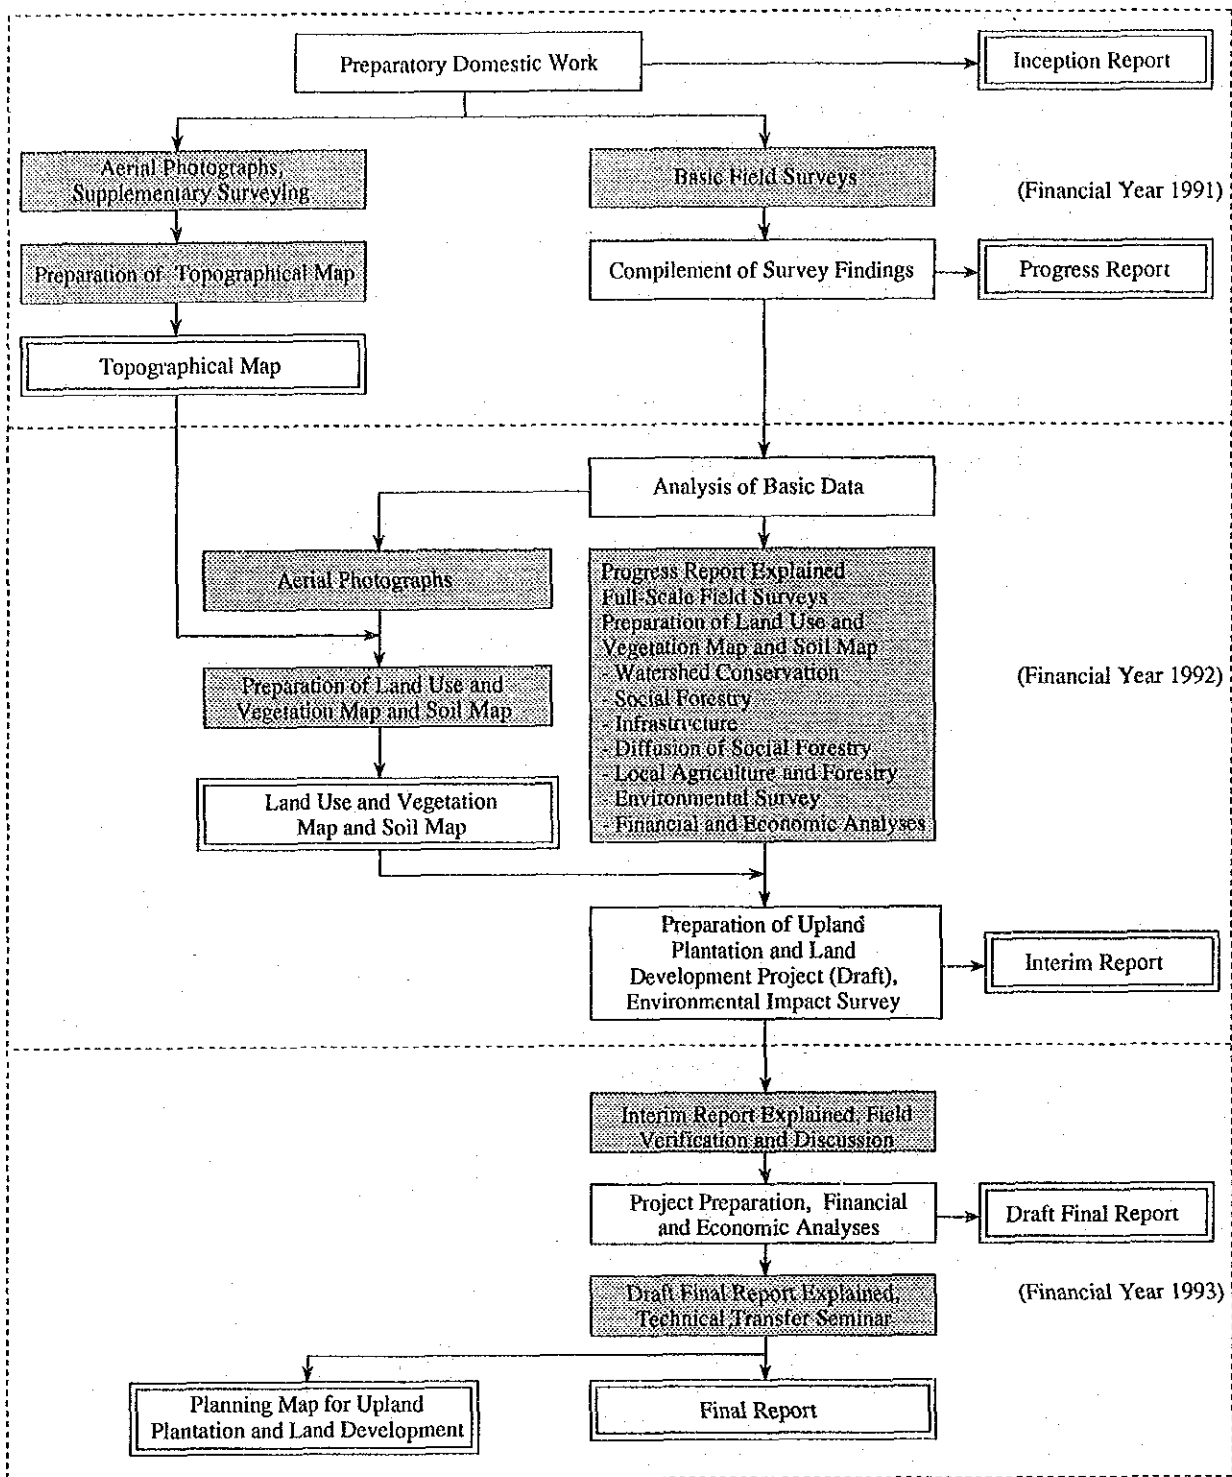 Preparatory Domestic Work
Inception Report
Aerial Photographs,
Supplementary Surveying
Basic Field Surveys
(Financial Year 1991)
Preparation of Topographical Map
Compilement of Survey Findings
Progress Report
Topographical Map
Analysis of Basic Data
Aerial Photographs
Progress Report Explained
Full-Scale Field Surveys
Preparation of Land Use and
Vegetation Map and Soil Map
- Watershed Conservation
- Social Forestry
- Infrastructure
- Diffusion of Social Forestry
- Local Agriculture and Forestry
- Environmental Survey
- Financial and Economic Analyses
Preparation of Land Use and
Vegetation Map and Soil Map
(Financial Year 1992)
Land Use and Vegetation
Map and Soil Map
Preparation of Upland
Plantation and Land
Development Project (Draft),
Environmental Impact Survey
Interim Report
Interim Report Explained, Field
Verification and Discussion
Project Preparation, Financial
and Economic Analyses
Draft Final Report
Draft Final Report Explained,
Technical Transfer Seminar
(Financial Year 1993)
Planning Map for Upland
Plantation and Land Development
Final Report